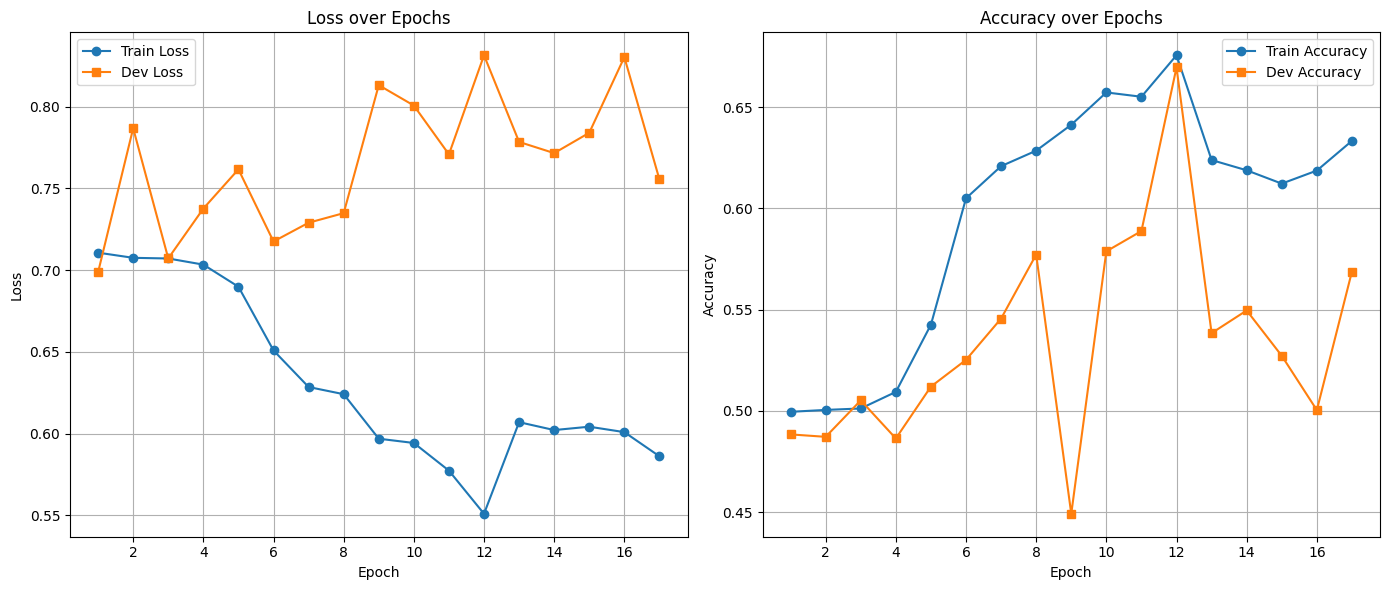 Loss over Epochs
Train Loss
Dev Loss
0.80
0.75
0.70
0.65
0.60
0.55
Loss
2 4 6 8 10 12 14 16
Epoch
Accuracy over Epochs
Train Accuracy
Dev Accuracy
0.65
0.60
0.55
0.50
0.45
Accuracy
2 4 6 8 10 12 14 16
Epoch